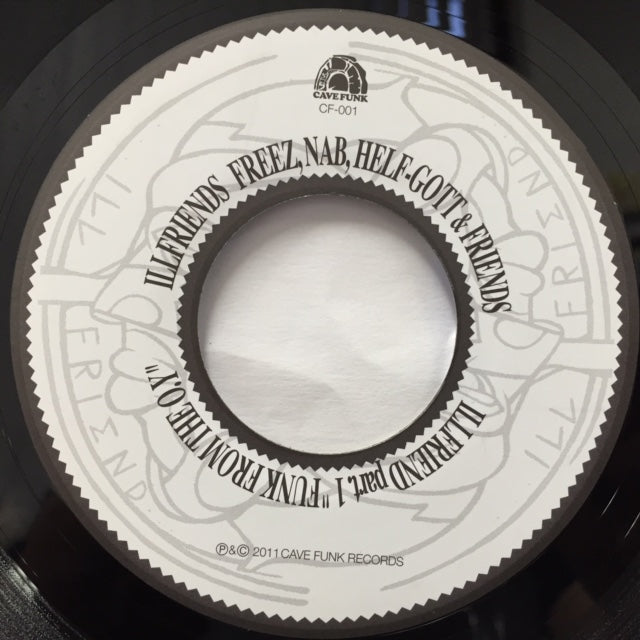 CAVE FUNK
CF-001
ILLFRIENDS FREEZ, NAB, HELF-GOTT & FRIENDS
ILLFRIEND part. 1 "FUNK FROM THE O.Y."
Ⓟ&© 2011 CAVE FUNK RECORDS
ILL
FRIEND
FRIEND
ILL